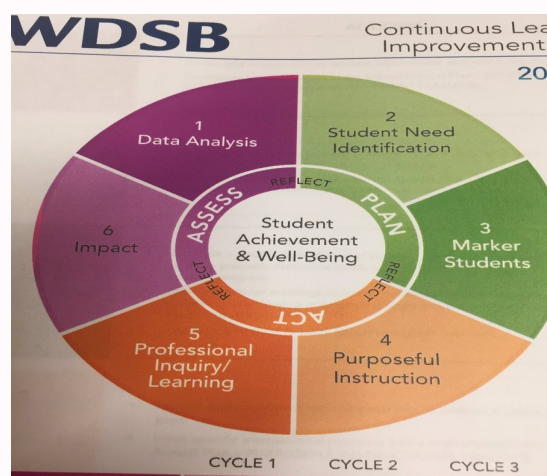 WDSB
Continuous Lea
Improvement
20
1
Data Analysis
2
Student Need
Identification
3
Marker
Students
4
Purposeful
Instruction
5
Professional
Inquiry/
Learning
6
Impact
ASSESS
REFLECT
PLAN
REFLECT
ACT
REFLECT
Student
Achievement
& Well-Being
CYCLE 1 CYCLE 2 CYCLE 3